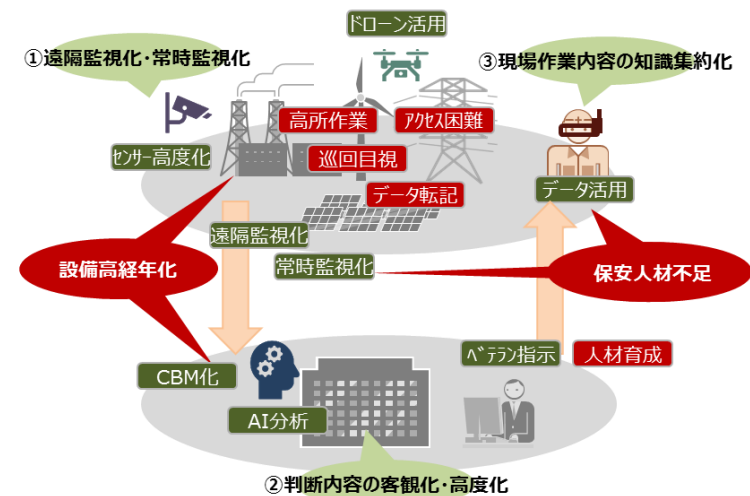 ドローン活用
①遠隔監視化・常時監視化
③現場作業内容の知識集約化
高所作業
アクセス困難
センサー高度化
巡回目視
データ転記
データ活用
遠隔監視化
常時監視化
設備高経年化
保安人材不足
ベテラン指示
人材育成
CBM化
AI分析
②判断内容の客観化・高度化